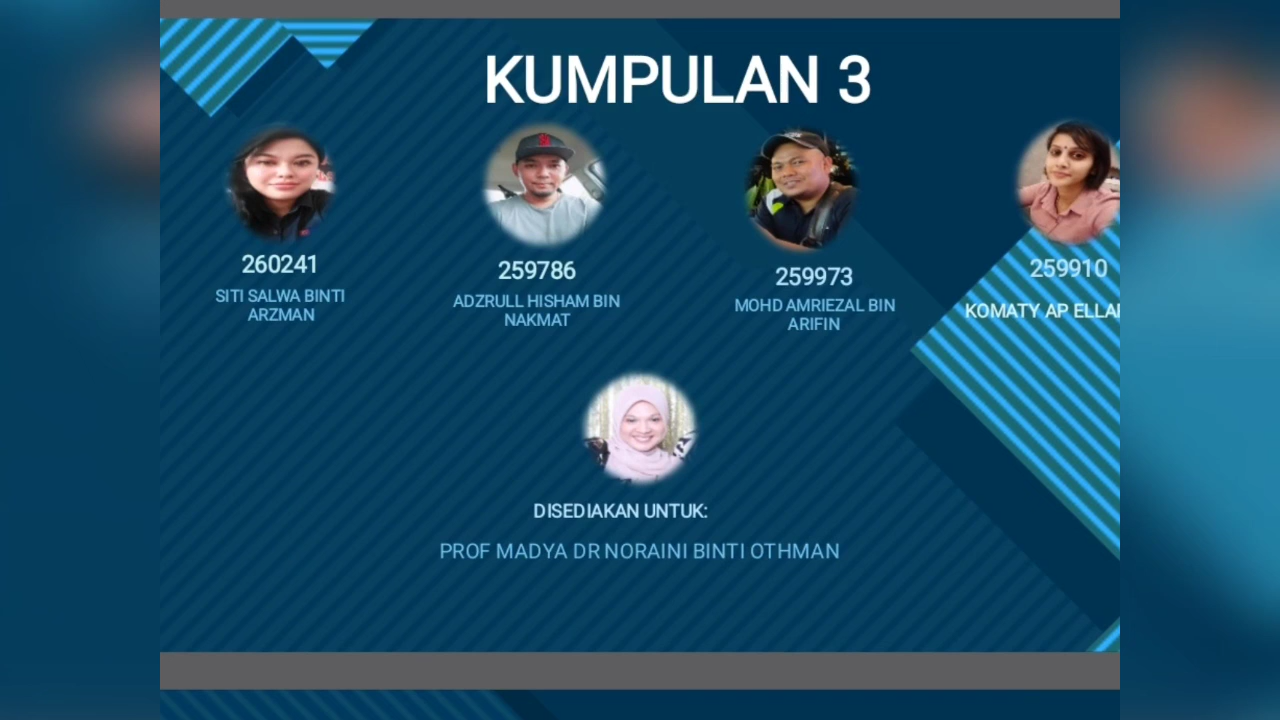 KUMPULAN 3
260241
SITI SALWA BINTI
ARZMAN
259786
ADZRULL HISHAM BIN
NAKMAT
259973
MOHD AMRIEZAL BIN
ARIFIN
259910
KOMATY AP
DISEDIAKAN UNTUK:
PROF MADYA DR NORAINI BINTI OTHMAN